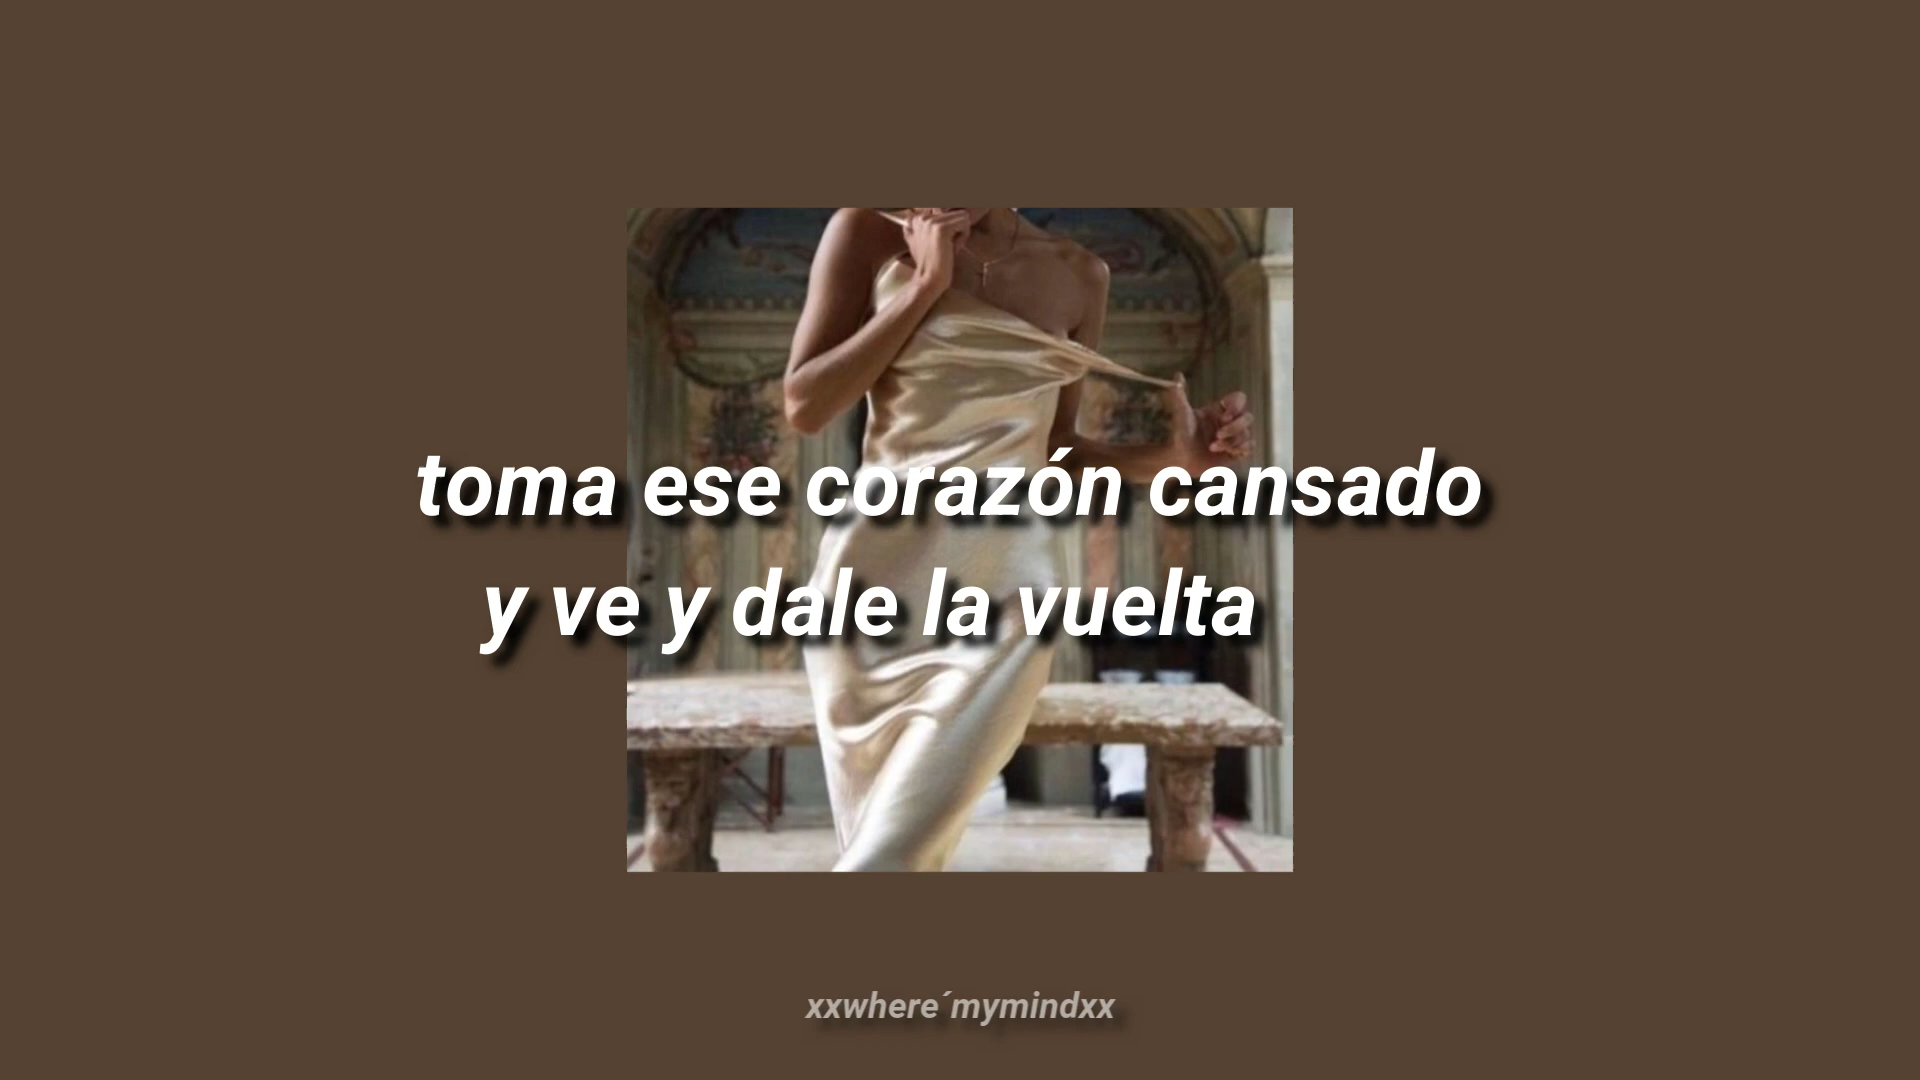 toma ese corazón cansado
y ve y dale la vuelta
xxwhere´mymindxx